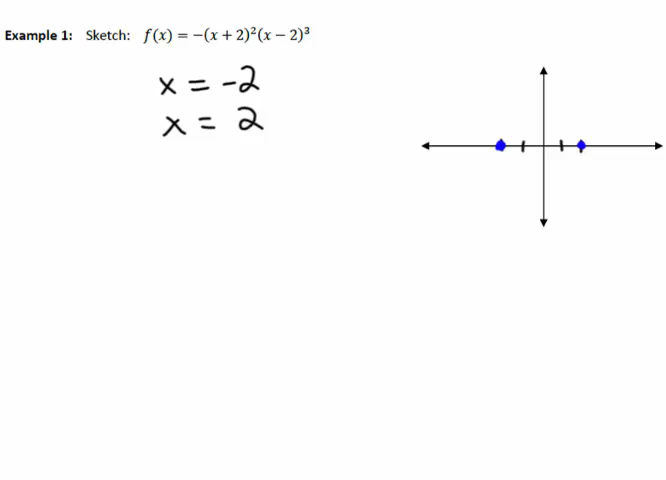 Example 1: Sketch: f(x) = −(x + 2)²(x − 2)³
x = -2
x = 2